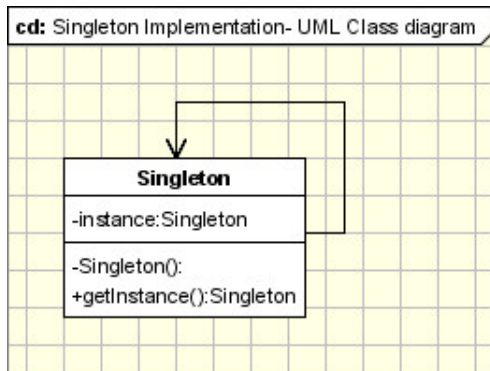 cd: Singleton Implementation- UML Class diagram
Singleton
-instance:Singleton
-Singleton():
+getInstance():Singleton